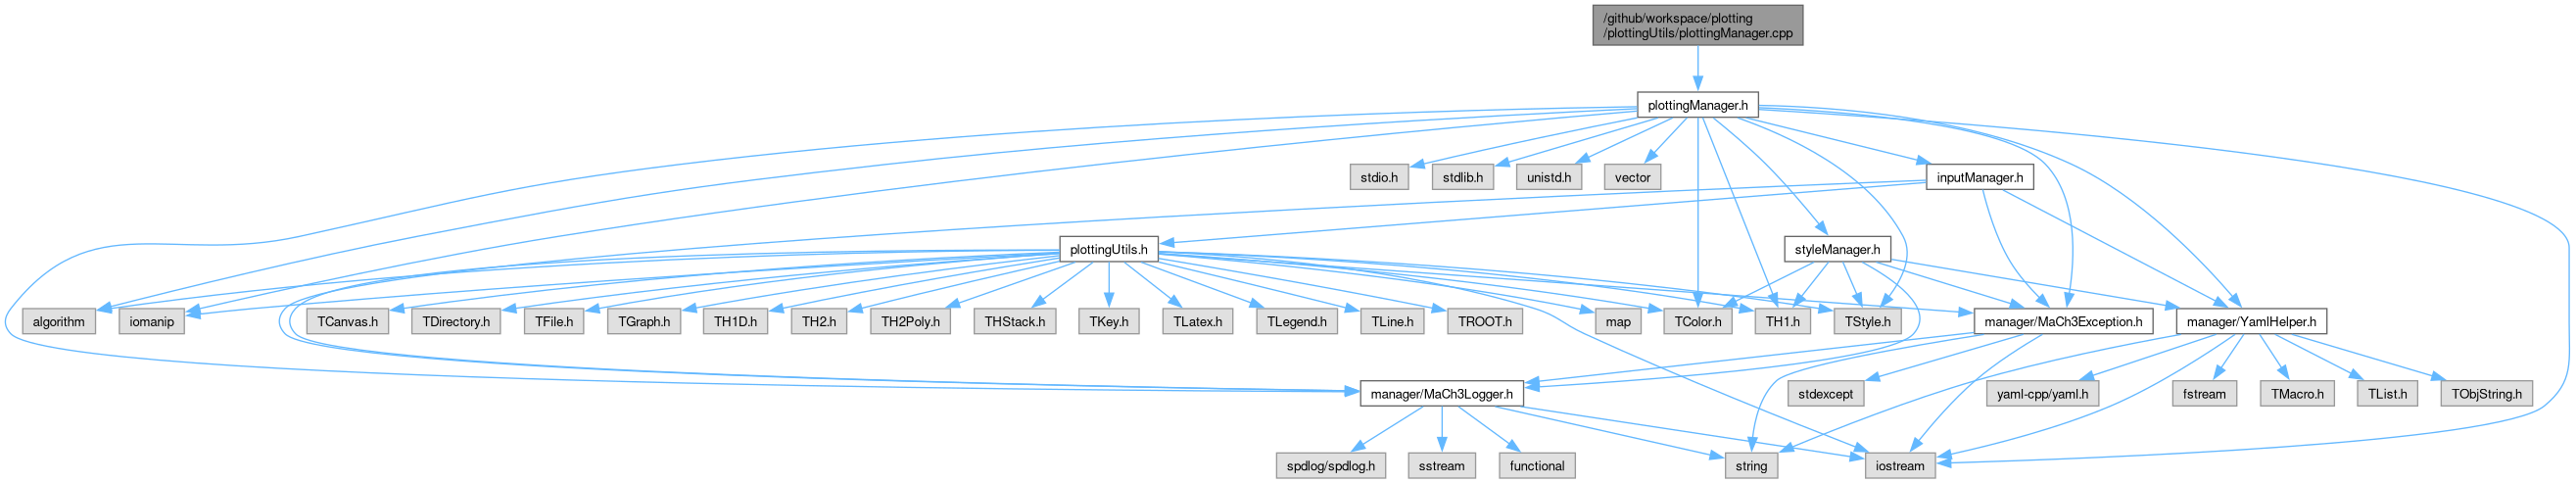 /github/workspace/plotting
/plottingUtils/plottingManager.cpp
plottingManager.h
stdio.h
stdlib.h
unistd.h
vector
inputManager.h
plottingUtils.h
styleManager.h
algorithm
iomanip
TCanvas.h
TDirectory.h
TFile.h
TGraph.h
TH1D.h
TH2.h
TH2Poly.h
THStack.h
TKey.h
TLatex.h
TLegend.h
TLine.h
TROOT.h
map
TColor.h
TH1.h
TStyle.h
manager/MaCh3Exception.h
manager/YamlHelper.h
manager/MaCh3Logger.h
stdexcept
yaml-cpp/yaml.h
fstream
TMacro.h
TList.h
TObjString.h
spdlog/spdlog.h
sstream
functional
string
iostream